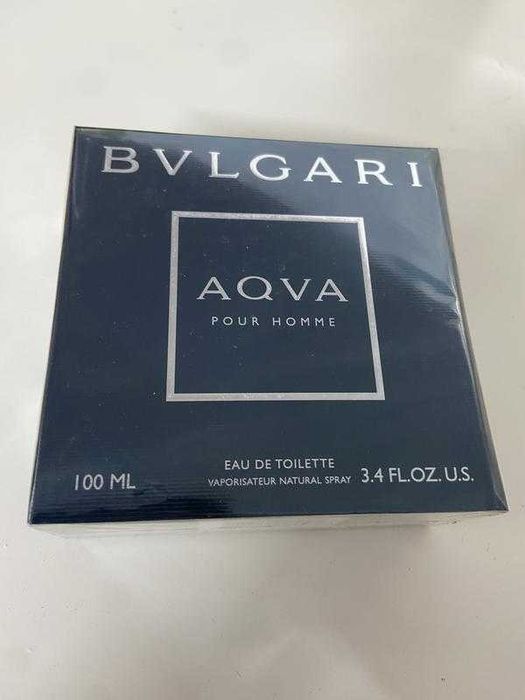 BVLGARI
AQVA
POUR HOMME
EAU DE TOILETTE
100 ML VAPORISATEUR NATURAL SPRAY 3.4 FL.OZ. U.S.